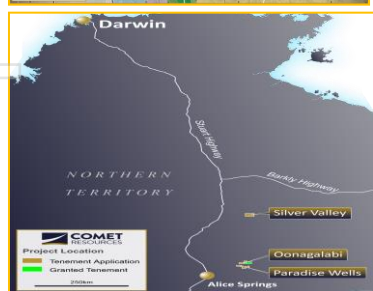 Darwin
Stuart Highway
NORTHERN
TERRITORY
Barkly Highway
Silver Valley
Oonagalabi
Paradise Wells
Alice Springs
COMET
RESOURCES
Project Location
Tenement Application
Granted Tenement
250km